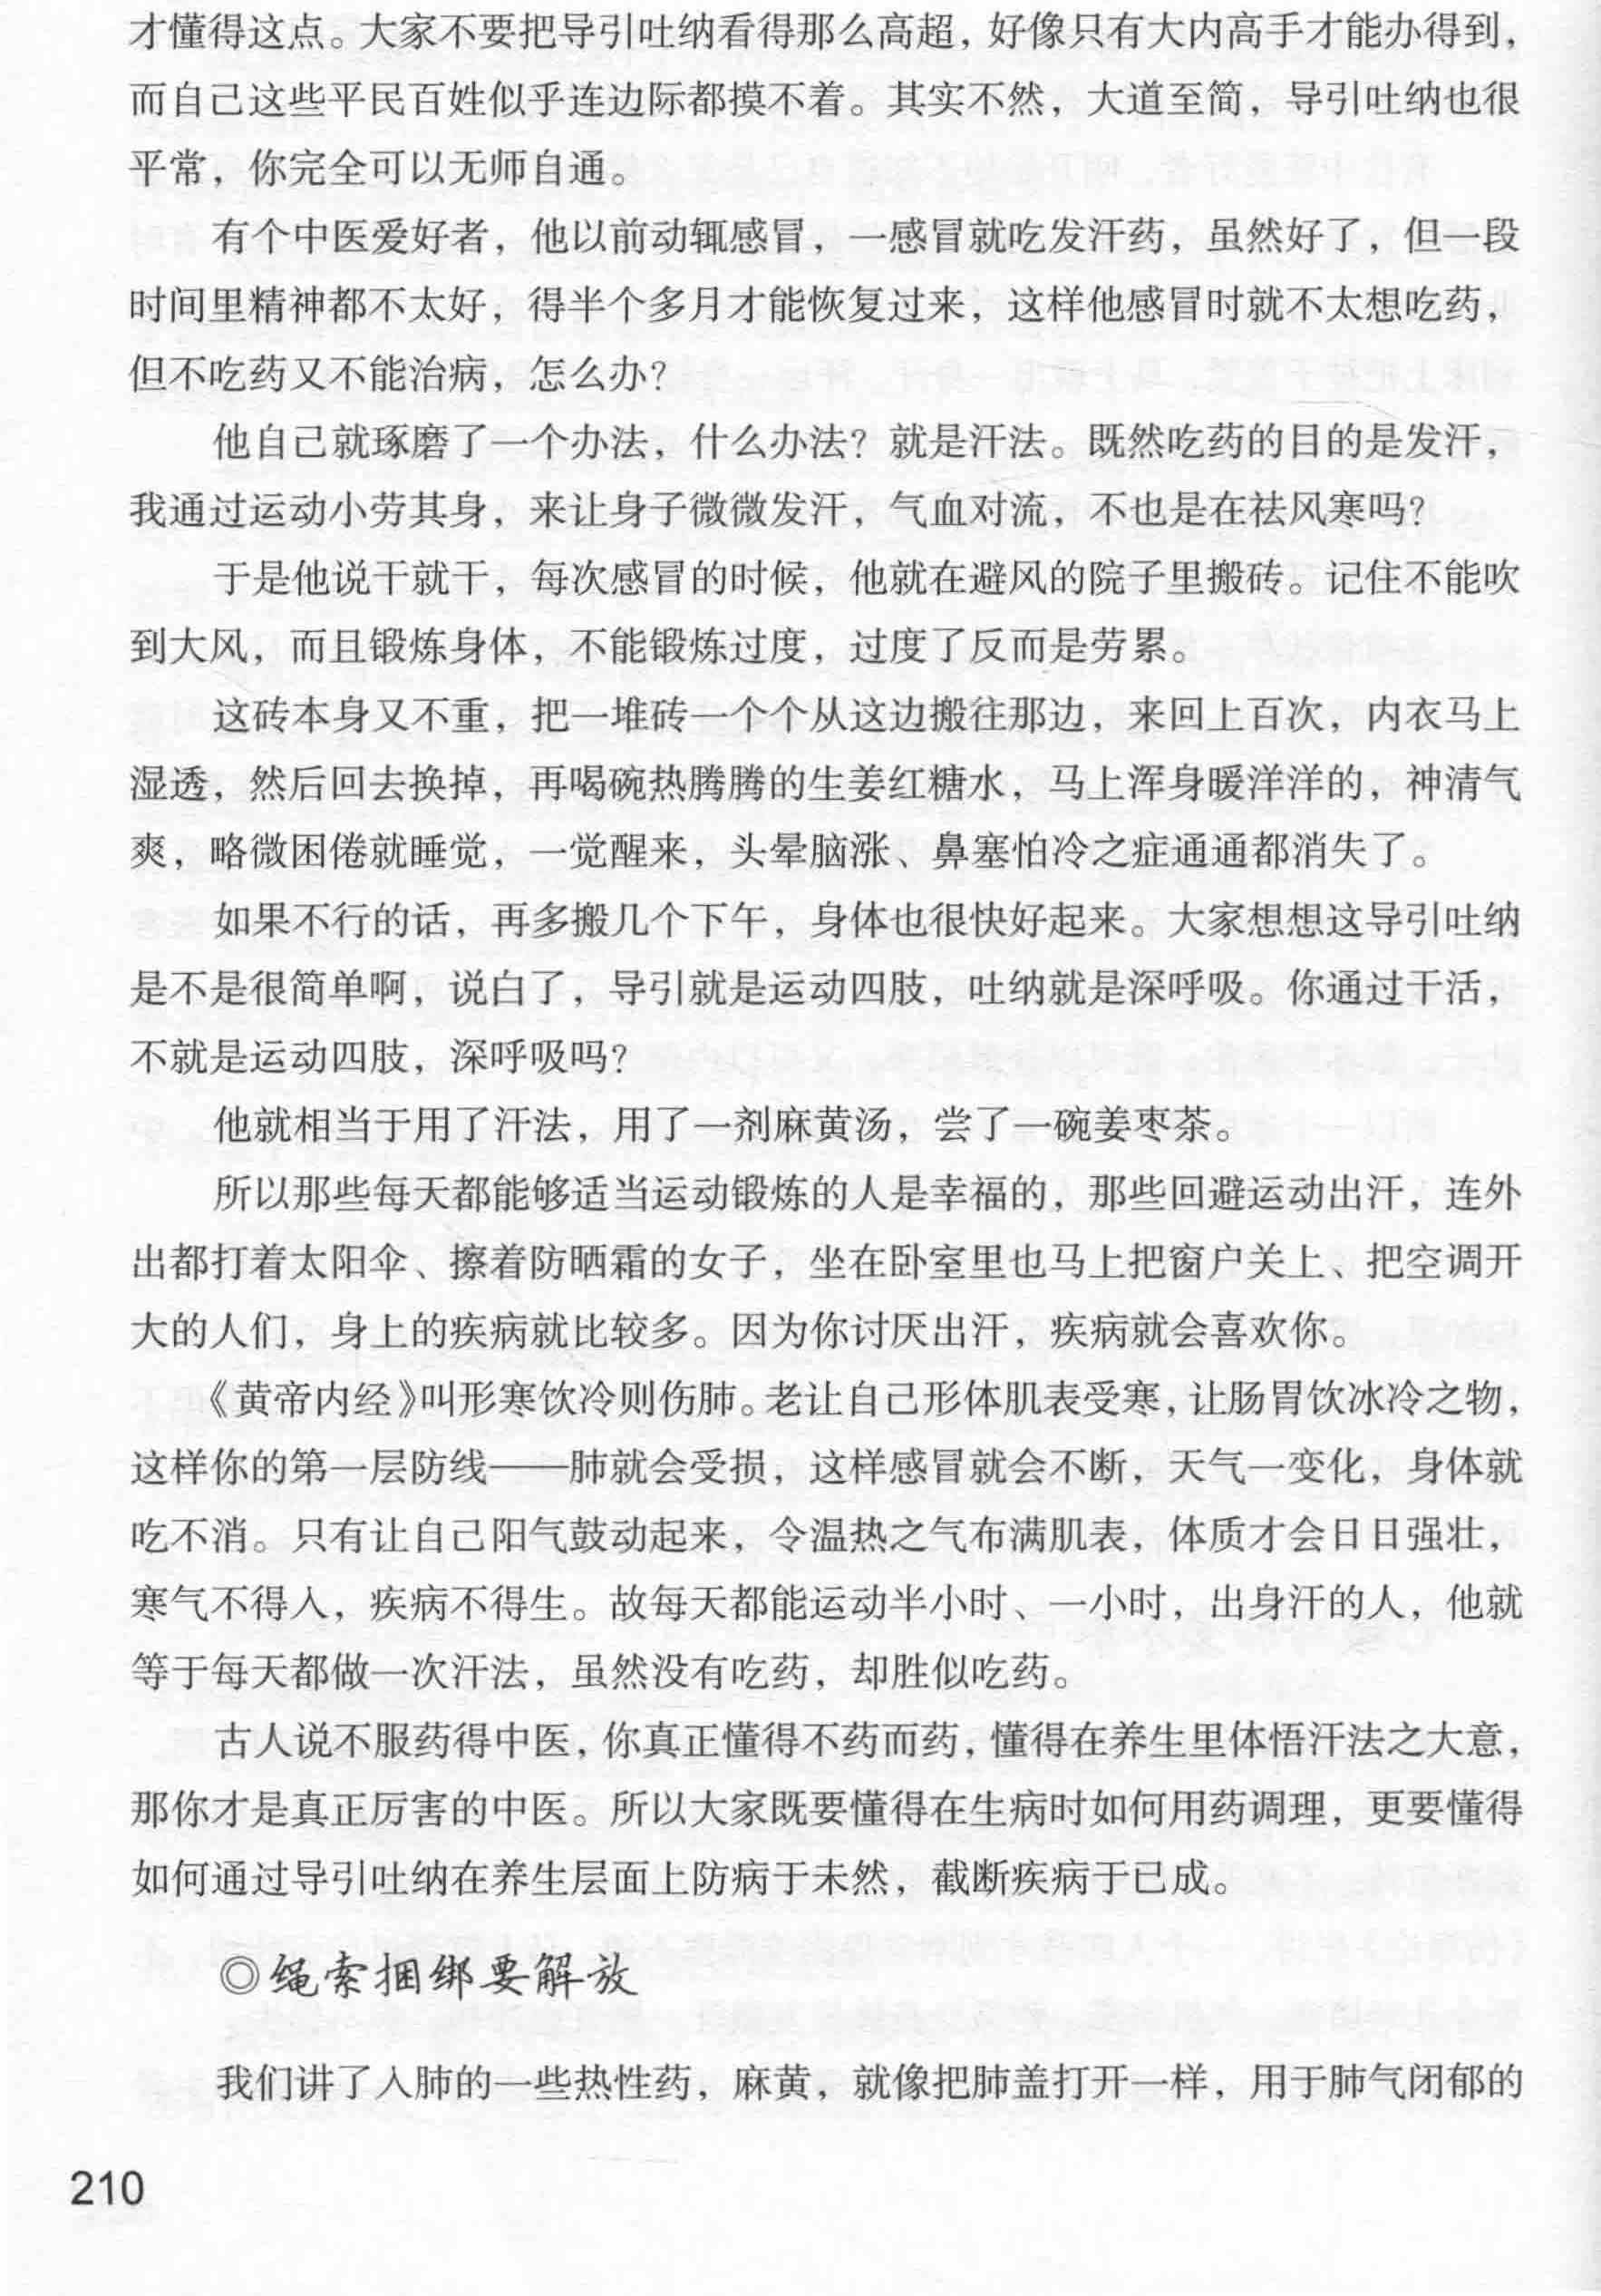 才懂得这点。大家不要把导引吐纳看得那么高超，好像只有大内高手才能办得到，
而自己这些平民百姓似乎连边际都摸不着。其实不然，大道至简，导引吐纳也很
平常，你完全可以无师自通。
有个中医爱好者，他以前动辄感冒，一感冒就吃发汗药，虽然好了，但一段
时间里精神都不太好，得半个多月才能恢复过来，这样他感冒时就不太想吃药，
但不吃药又不能治病，怎么办？
他自己就琢磨了一个办法，什么办法？就是汗法。既然吃药的目的是发汗，
我通过运动小劳其身，来让身子微微发汗，气血对流，不也是在祛风寒吗？
于是他说干就干，每次感冒的时候，他就在避风的院子里搬砖。记住不能吹
到大风，而且锻炼身体，不能锻炼过度，过度了反而是劳累。
这砖本身又不重，把一堆砖一个个从这边搬往那边，来回上百次，内衣马上
湿透，然后回去换掉，再喝碗热腾腾的生姜红糖水，马上浑身暖洋洋的，神清气
爽，略微困倦就睡觉，一觉醒来，头晕脑涨、鼻塞怕冷之症通通都消失了。
如果不行的话，再多搬几个下午，身体也很快好起来。大家想想这导引吐纳
是不是很简单啊，说白了，导引就是运动四肢，吐纳就是深呼吸。你通过干活，
不就是运动四肢，深呼吸吗？
他就相当于用了汗法，用了一剂麻黄汤，尝了一碗姜枣茶。
所以那些每天都能够适当运动锻炼的人是幸福的，那些回避运动出汗，连外
出都打着太阳伞、擦着防晒霜的女子，坐在卧室里也马上把窗户关上、把空调开
大的人们，身上的疾病就比较多。因为你讨厌出汗，疾病就会喜欢你。
《黄帝内经》叫形寒饮冷则伤肺。老让自己形体肌表受寒，让肠胃饮冰冷之物，
这样你的第一层防线——肺就会受损，这样感冒就会不断，天气一变化，身体就
吃不消。只有让自己阳气鼓动起来，令温热之气布满肌表，体质才会日日强壮，
寒气不得入，疾病不得生。故每天都能运动半小时、一小时，出身汗的人，他就
等于每天都做一次汗法，虽然没有吃药，却胜似吃药。
古人说不服药得中医，你真正懂得不药而药，懂得在养生里体悟汗法之大意，
那你才是真正厉害的中医。所以大家既要懂得在生病时如何用药调理，更要懂得
如何通过导引吐纳在养生层面上防病于未然，截断疾病于已成。
◎绳索捆绑要解放
我们讲了入肺的一些热性药，麻黄，就像把肺盖打开一样，用于肺气闭郁的
210